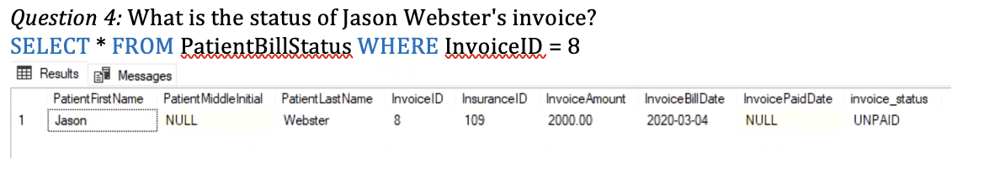 Question 4: What is the status of Jason Webster's invoice?
SELECT * FROM PatientBillStatus WHERE InvoiceID = 8
Results Messages
PatientFirstName PatientMiddleInitial PatientLastName InvoiceID InsuranceID InvoiceAmount InvoiceBillDate InvoicePaidDate invoice_status
1 Jason NULL Webster 8 109 2000.00 2020-03-04 NULL UNPAID